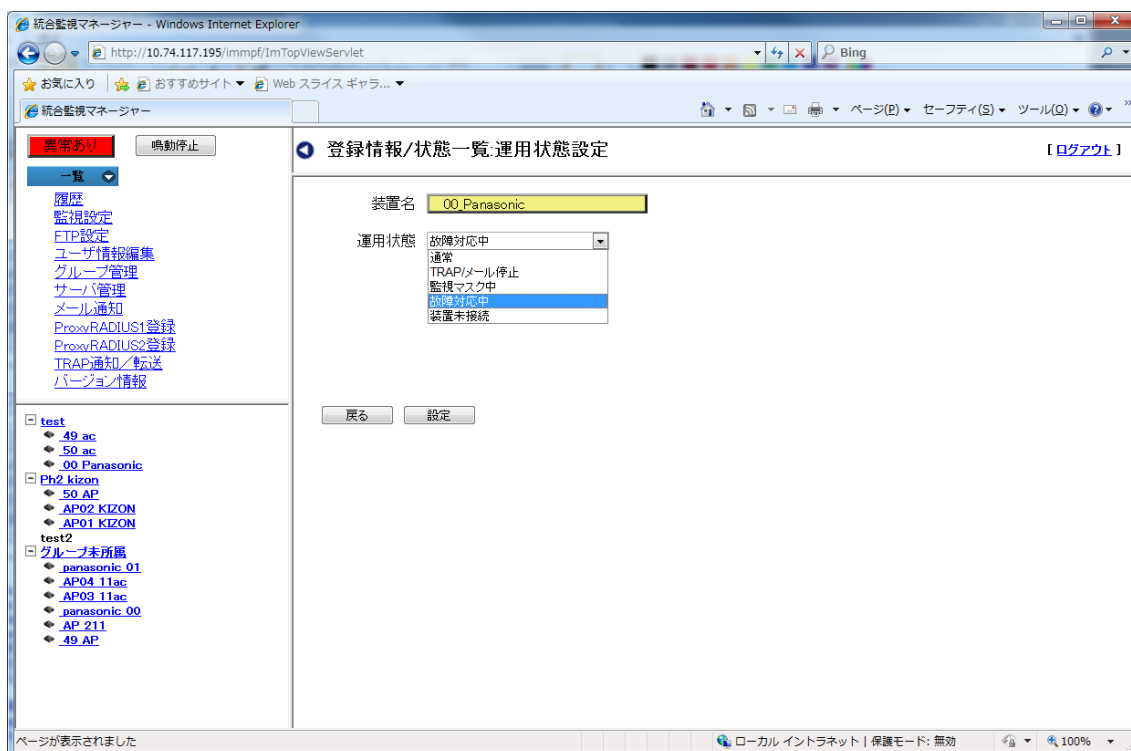 統合監視マネージャー - Windows Internet Explorer
http://10.74.117.195/immpf/ImTopViewServlet
Bing
お気に入り
おすすめサイト
Web スライス ギャラ...
統合監視マネージャー
ページ(P)
セーフティ(S)
ツール(O)
»
異常あり
鳴動停止
一覧
履歴
監視設定
FTP設定
ユーザ情報編集
グループ管理
サーバ管理
メール通知
ProxyRADIUS1登録
ProxyRADIUS2登録
TRAP通知/転送
バージョン情報
test
49 ac
50 ac
00 Panasonic
Ph2 kizon
50 AP
AP02 KIZON
AP01 KIZON
test2
グループ未所属
panasonic 01
AP04 11ac
AP03 11ac
panasonic 00
AP 211
49 AP
登録情報/状態一覧:運用状態設定
[ ログアウト ]
装置名 00_Panasonic
運用状態 故障対応中
通常
TRAP/メール停止
監視マスク中
故障対応中
装置未接続
戻る
設定
ページが表示されました
ローカル イントラネット | 保護モード: 無効
100%